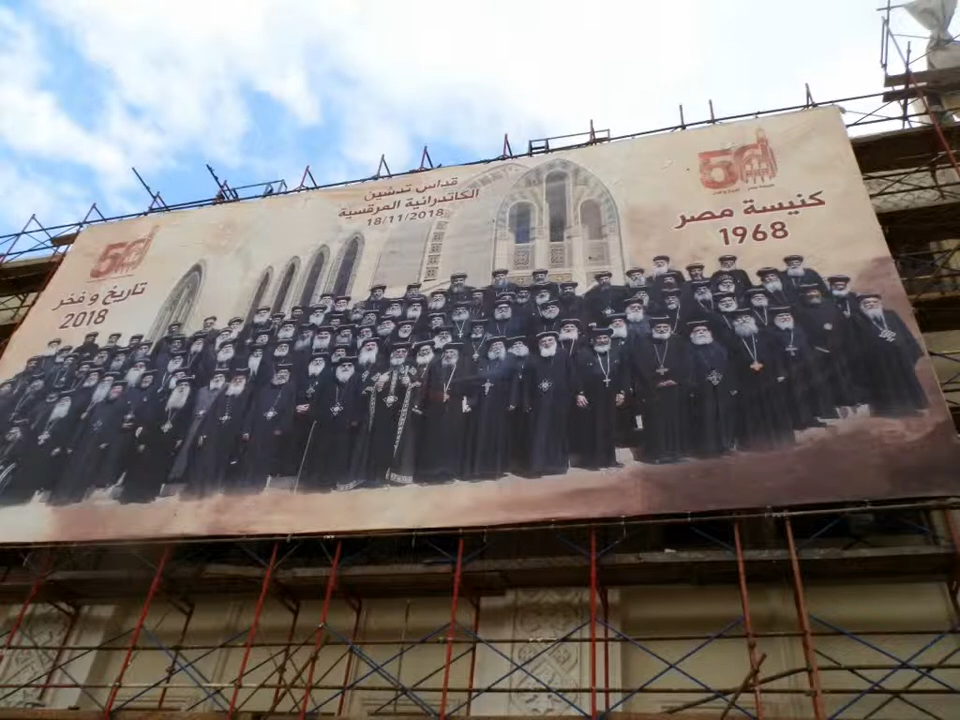 50
كنيسة مصر
1968
قداس تدشين
الكاتدرائية المرقسية
18/11/2018
50
تاريخ و فخر
2018